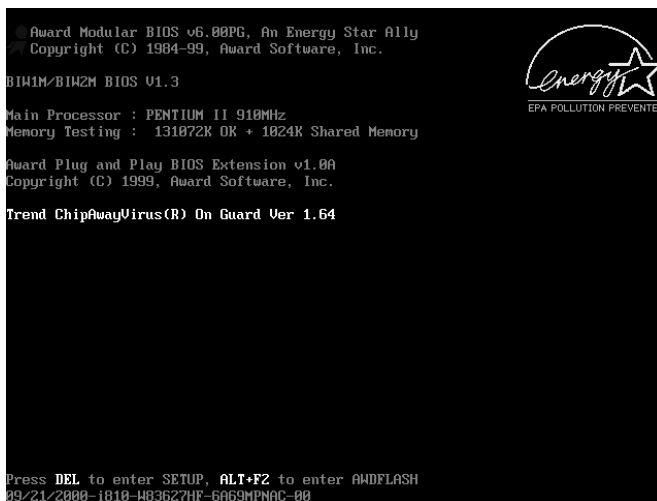 Award Modular BIOS v6.00PG, An Energy Star Ally
Copyright (C) 1984-99, Award Software, Inc.
energy
EPA POLLUTION PREVENTE
BIW1M/BIW2M BIOS V1.3
Main Processor : PENTIUM II 910MHz
Memory Testing :  131072K OK + 1024K Shared Memory
Award Plug and Play BIOS Extension v1.0A
Copyright (C) 1999, Award Software, Inc.
Trend ChipAwayVirus(R) On Guard Ver 1.64
Press DEL to enter SETUP, ALT+F2 to enter AWDFLASH
09/21/2000-i810-W83627HF-6A69MPNAC-00